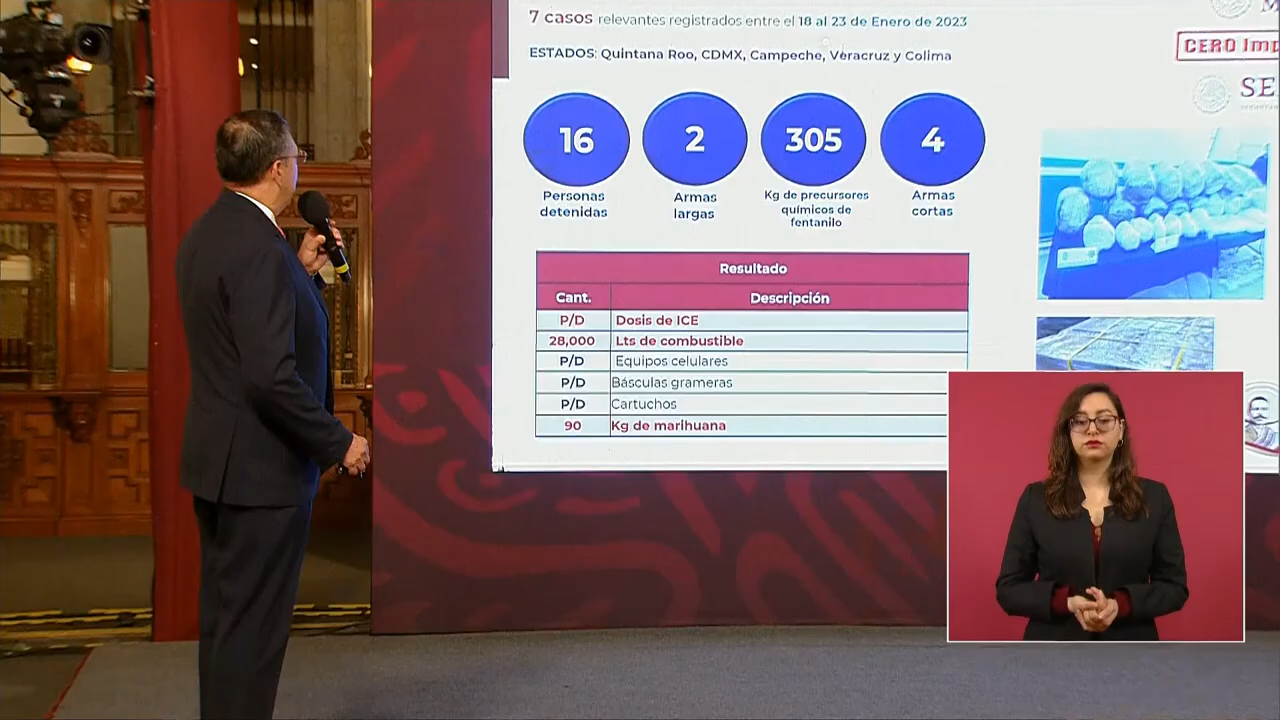 7 casos relevantes registrados entre el 18 al 23 de Enero de 2023
ESTADOS: Quintana Roo, CDMX, Campeche, Veracruz y Colima
CERO
16
Personas
detenidas
2
Armas
largas
305
Kg de precursores
químicos de
fentanilo
4
Armas
cortas
Resultado
Cant. Descripción
P/D Dosis de ICE
28,000 Lts de combustible
P/D Equipos celulares
P/D Básculas grameras
P/D Cartuchos
90 Kg de marihuana